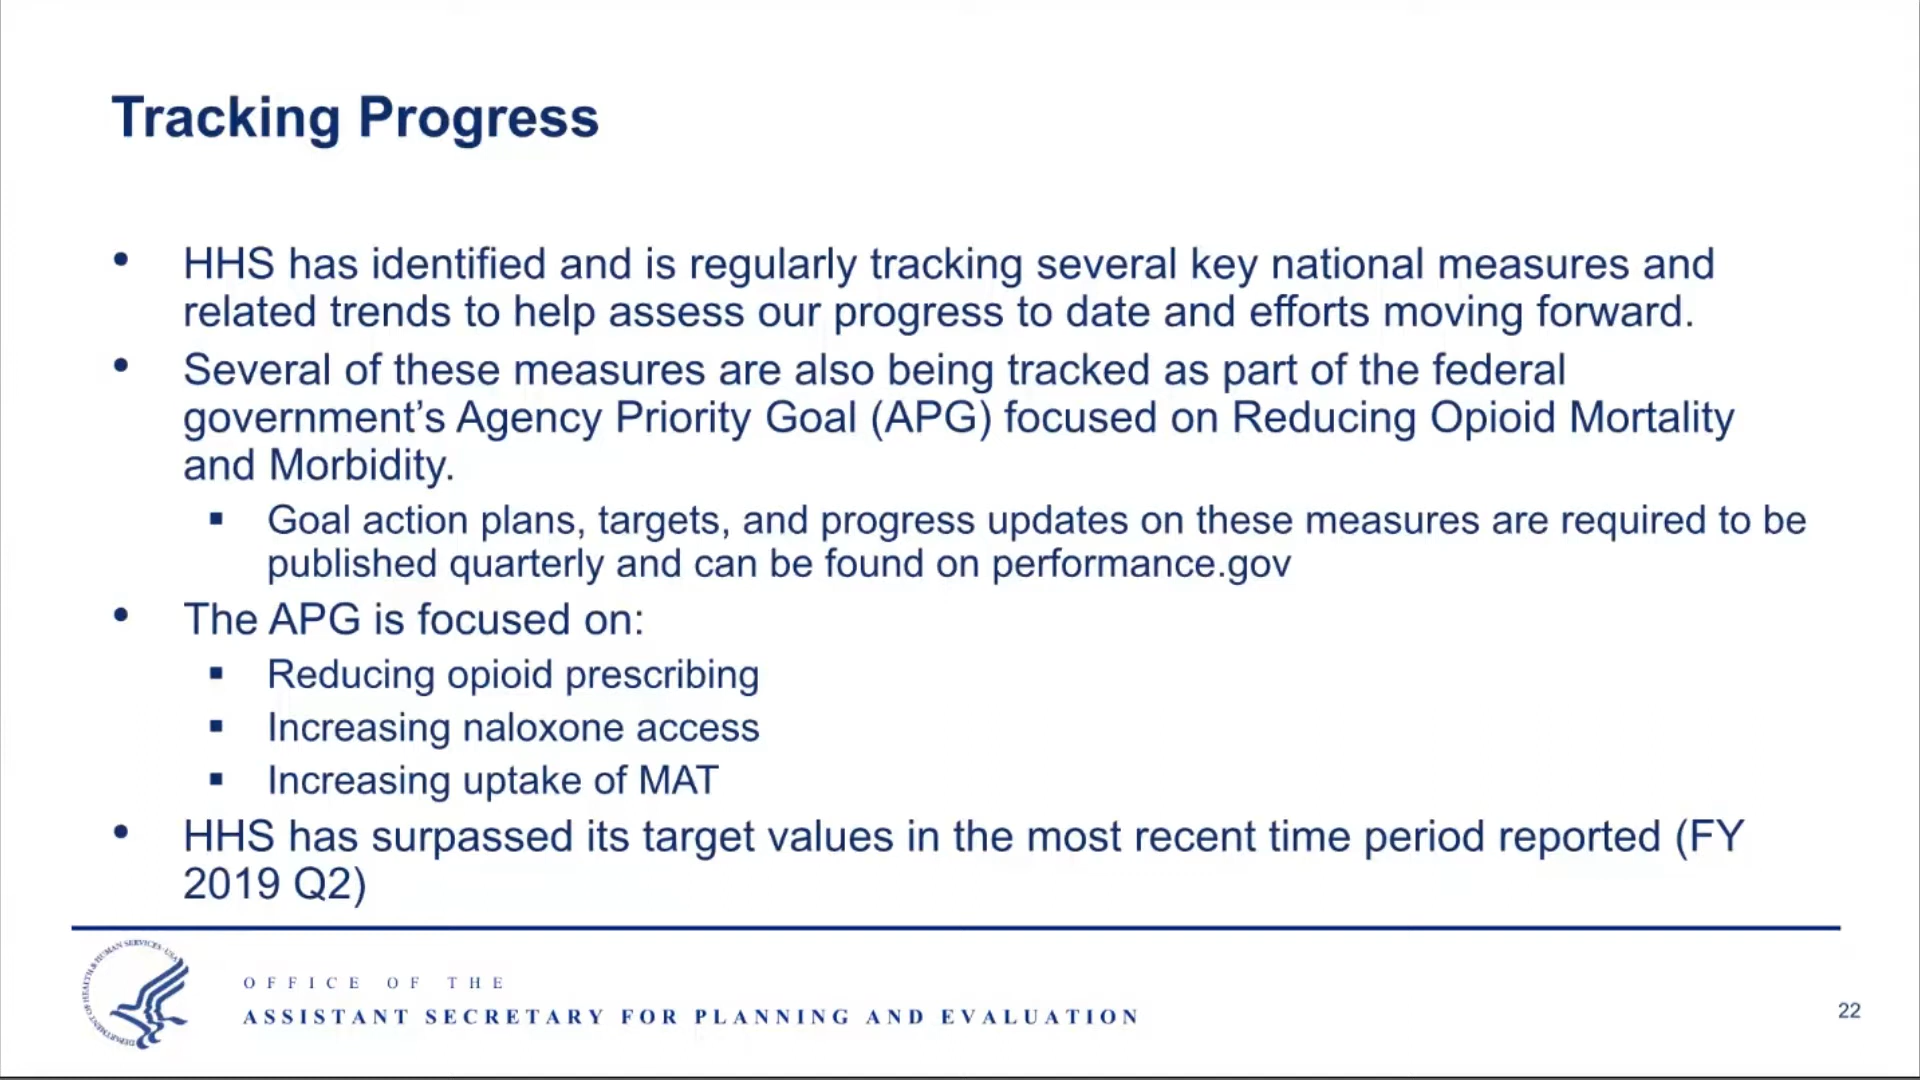 Tracking Progress
• HHS has identified and is regularly tracking several key national measures and
related trends to help assess our progress to date and efforts moving forward.
• Several of these measures are also being tracked as part of the federal
government’s Agency Priority Goal (APG) focused on Reducing Opioid Mortality
and Morbidity.
▪ Goal action plans, targets, and progress updates on these measures are required to be
published quarterly and can be found on performance.gov
• The APG is focused on:
▪ Reducing opioid prescribing
▪ Increasing naloxone access
▪ Increasing uptake of MAT
• HHS has surpassed its target values in the most recent time period reported (FY
2019 Q2)
DEPARTMENT OF HEALTH & HUMAN SERVICES · USA
OFFICE OF THE
ASSISTANT SECRETARY FOR PLANNING AND EVALUATION
22